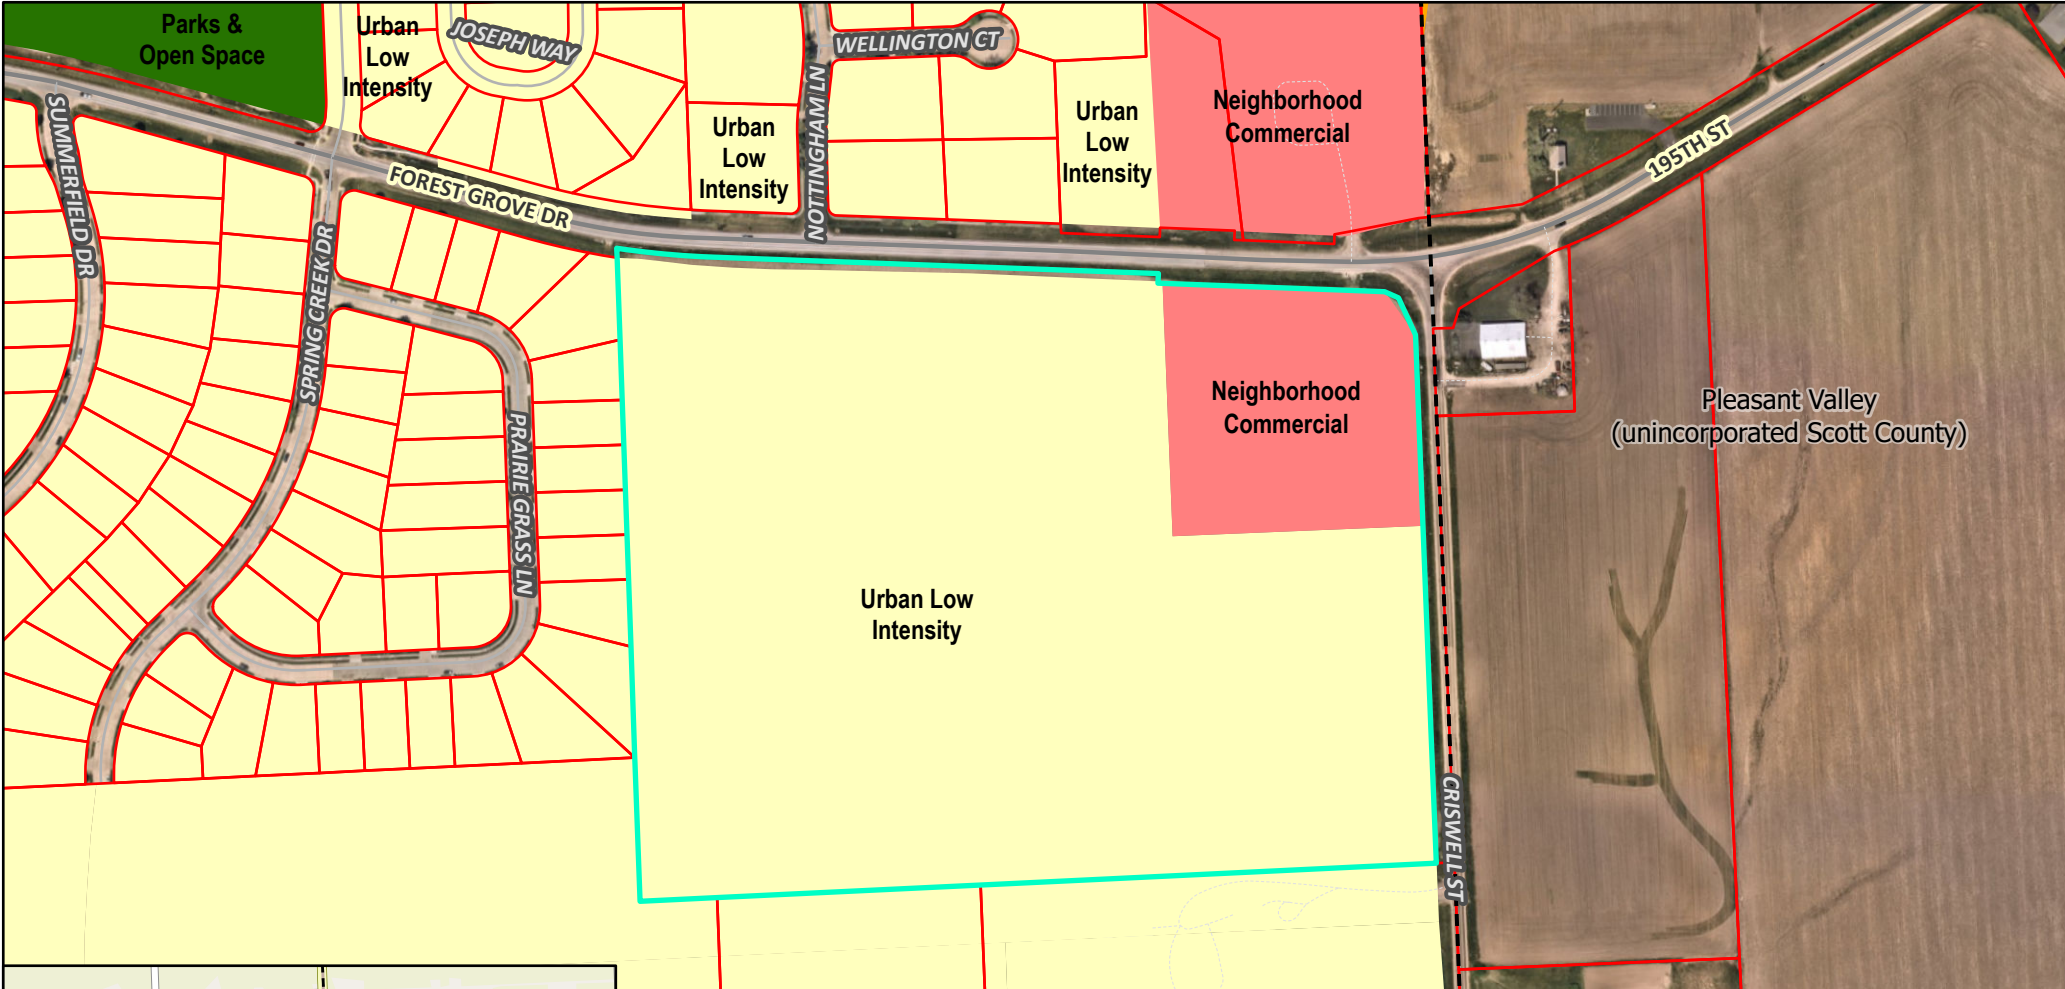 Parks &
Open Space
Urban
Low
Intensity
JOSEPH WAY
WELLINGTON CT
NOTTINGHAM LN
Urban
Low
Intensity
Urban
Low
Intensity
Neighborhood
Commercial
195TH ST
SUMMERFIELD DR
FOREST GROVE DR
SPRING CREEK DR
PRAIRIE GRASS LN
Neighborhood
Commercial
Pleasant Valley
(unincorporated Scott County)
Urban Low
Intensity
CRISWELL ST